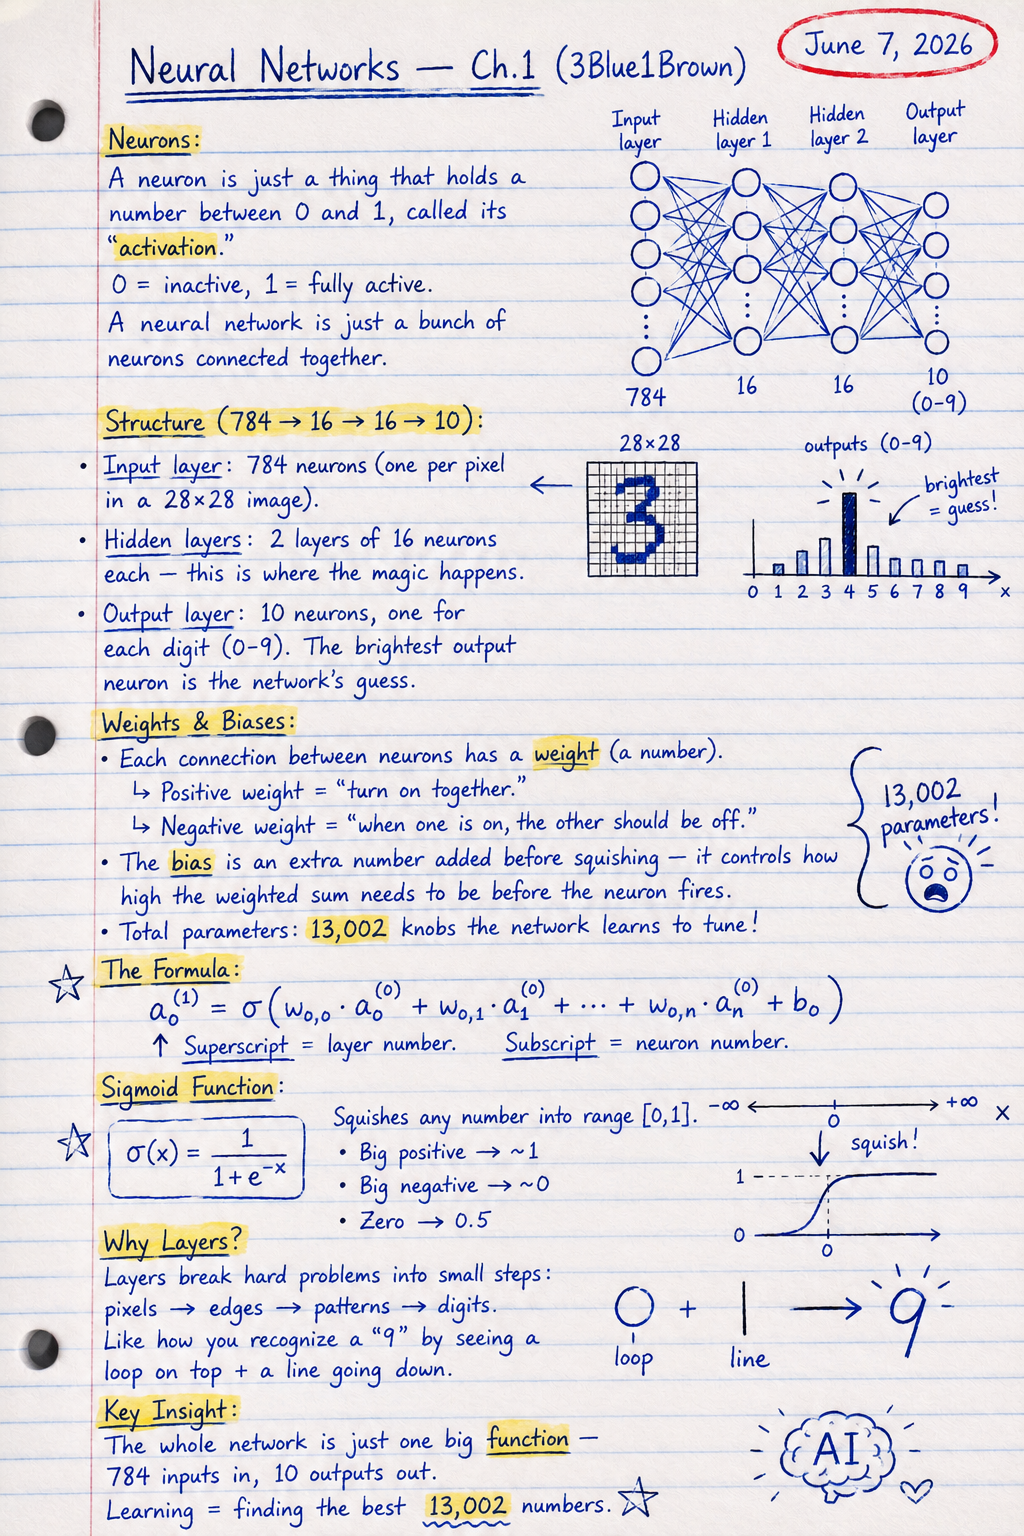 Neural Networks — Ch.1 (3Blue1Brown)
June 7, 2026
Neurons:
A neuron is just a thing that holds a
number between 0 and 1, called its
“activation.”
0 = inactive, 1 = fully active.
A neural network is just a bunch of
neurons connected together.
Input
layer
Hidden
layer 1
Hidden
layer 2
Output
layer
784
16
16
10
(0-9)
Structure (784 → 16 → 16 → 10):
• Input layer: 784 neurons (one per pixel
in a 28×28 image).
• Hidden layers: 2 layers of 16 neurons
each — this is where the magic happens.
• Output layer: 10 neurons, one for
each digit (0-9). The brightest output
neuron is the network's guess.
28×28
3
outputs (0-9)
brightest
= guess!
0 1 2 3 4 5 6 7 8 9 x
Weights & Biases:
• Each connection between neurons has a weight (a number).
↳ Positive weight = “turn on together.”
↳ Negative weight = “when one is on, the other should be off.”
• The bias is an extra number added before squishing — it controls how
high the weighted sum needs to be before the neuron fires.
• Total parameters: 13,002 knobs the network learns to tune!
13,002
parameters!
The Formula:
a₀⁽¹⁾ = σ(w₀,₀ · a₀⁽⁰⁾ + w₀,₁ · a₁⁽⁰⁾ + ··· + w₀,ₙ · aₙ⁽⁰⁾ + b₀)
↑ Superscript = layer number. Subscript = neuron number.
Sigmoid Function:
σ(x) = 1 / (1 + e^-x)
Squishes any number into range [0,1].
• Big positive → ~1
• Big negative → ~0
• Zero → 0.5
-∞ 0 +∞ x
squish!
1
0
0
Why Layers?
Layers break hard problems into small steps:
pixels → edges → patterns → digits.
Like how you recognize a “9” by seeing a
loop on top + a line going down.
+ → 9
loop line
Key Insight:
The whole network is just one big function —
784 inputs in, 10 outputs out.
Learning = finding the best 13,002 numbers.
AI